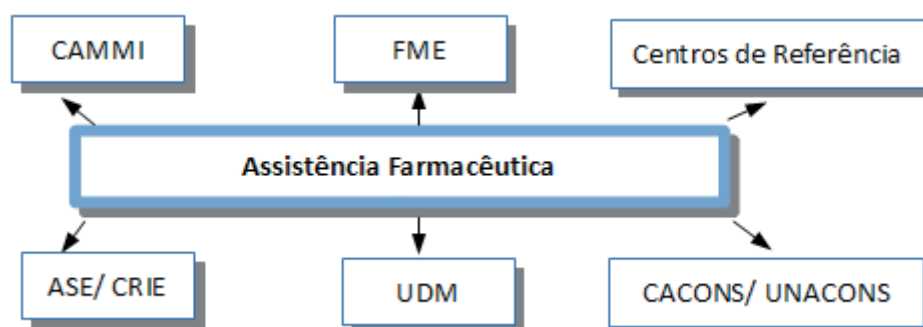 CAMMI
FME
Centros de Referência
Assistência Farmacêutica
ASE/ CRIE
UDM
CACONS/ UNACONS